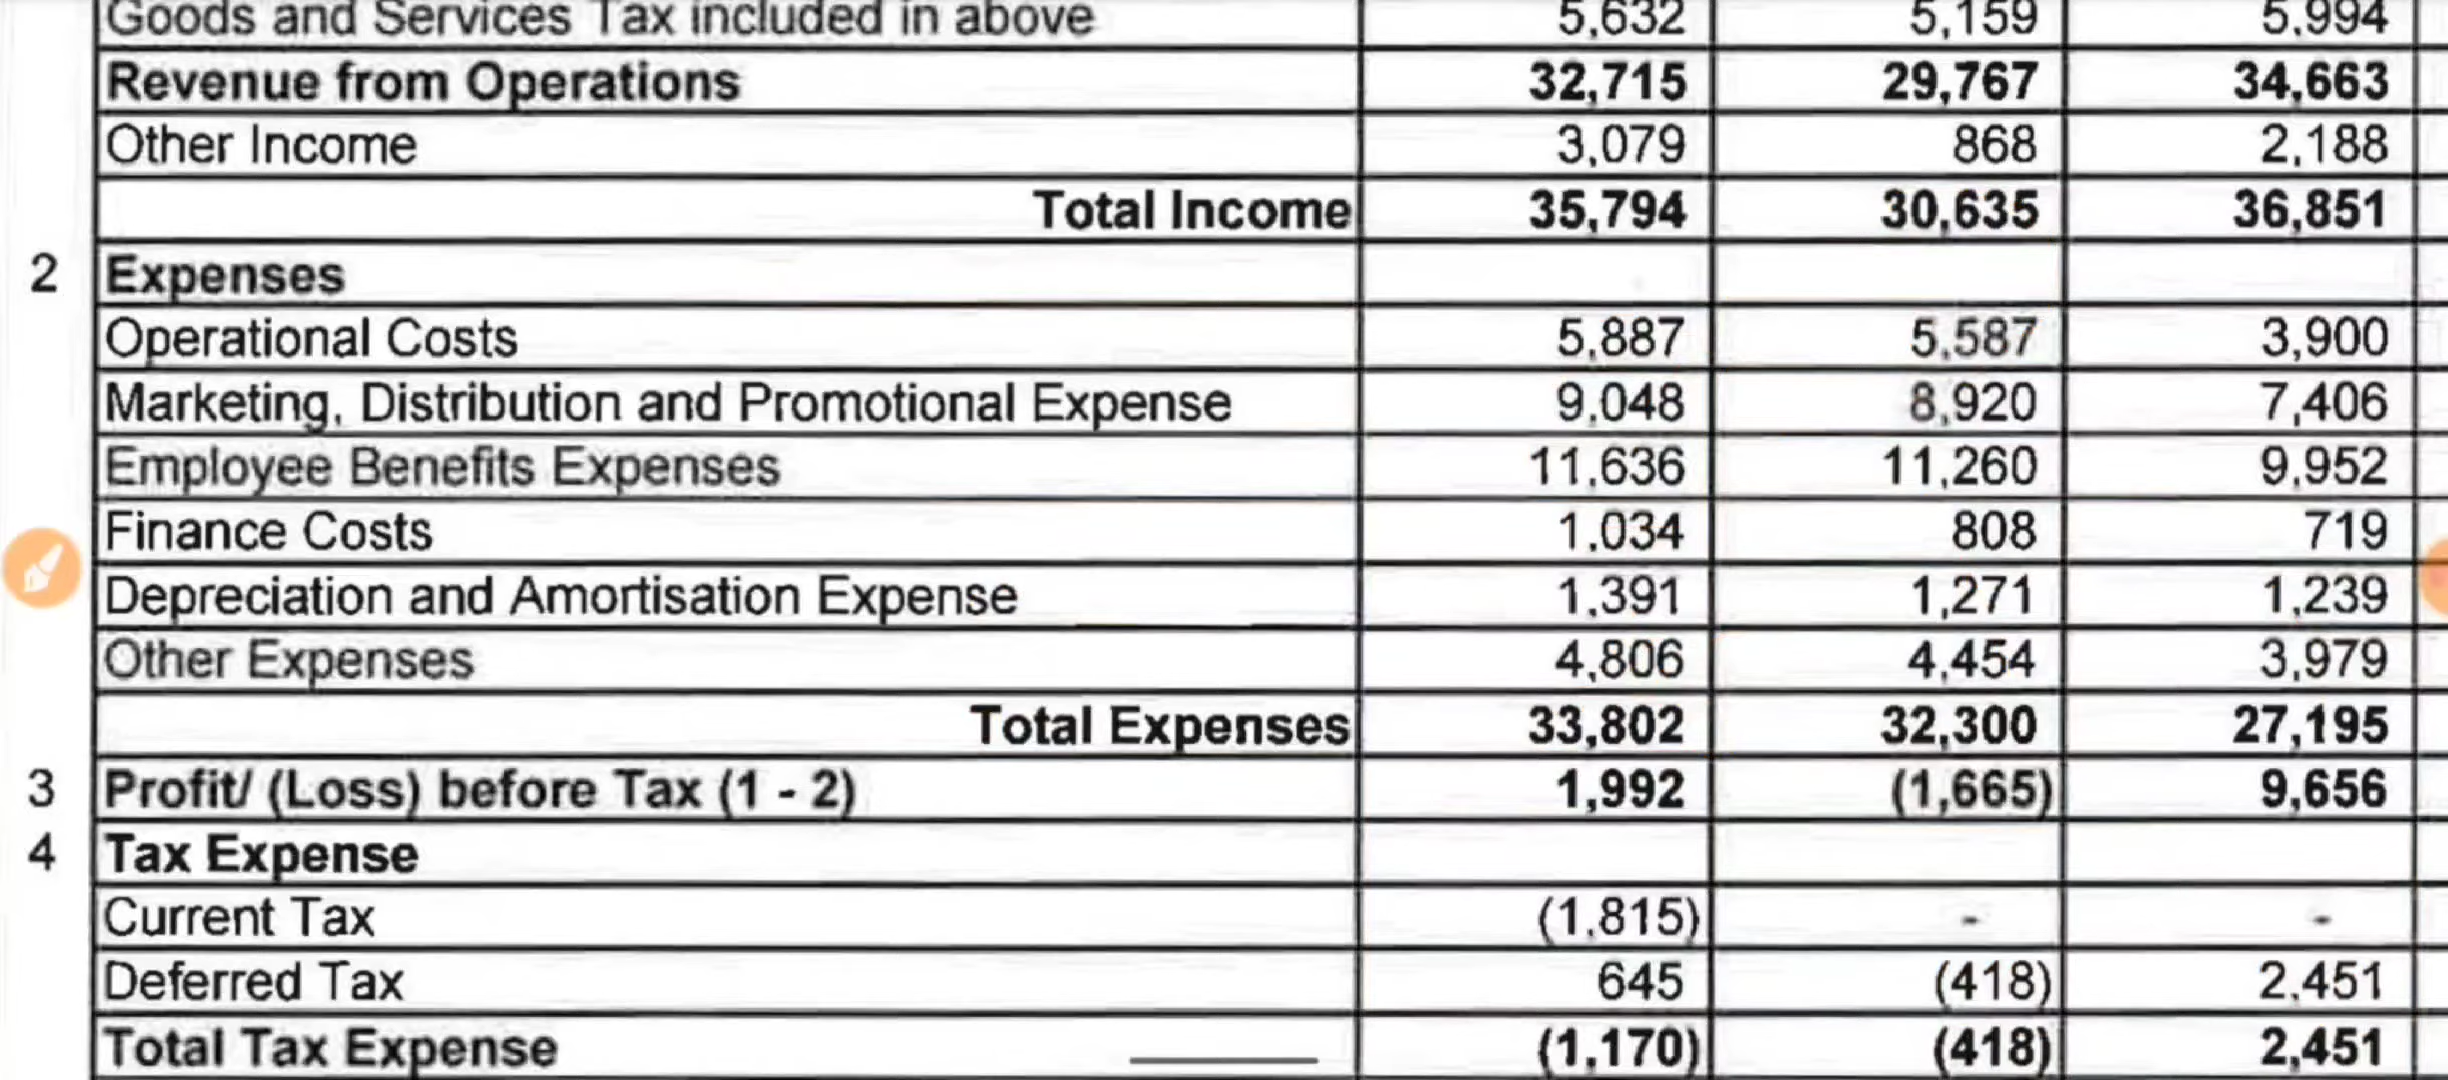 Goods and Services Tax included in above 5,632 5,159 5,994
Revenue from Operations 32,715 29,767 34,663
Other Income 3,079 868 2,188
Total Income 35,794 30,635 36,851
2 Expenses
Operational Costs 5,887 5,587 3,900
Marketing, Distribution and Promotional Expense 9,048 8,920 7,406
Employee Benefits Expenses 11,636 11,260 9,952
Finance Costs 1,034 808 719
Depreciation and Amortisation Expense 1,391 1,271 1,239
Other Expenses 4,806 4,454 3,979
Total Expenses 33,802 32,300 27,195
3 Profit/ (Loss) before Tax (1 - 2) 1,992 (1,665) 9,656
4 Tax Expense
Current Tax (1,815) - -
Deferred Tax 645 (418) 2,451
Total Tax Expense (1,170) (418) 2,451